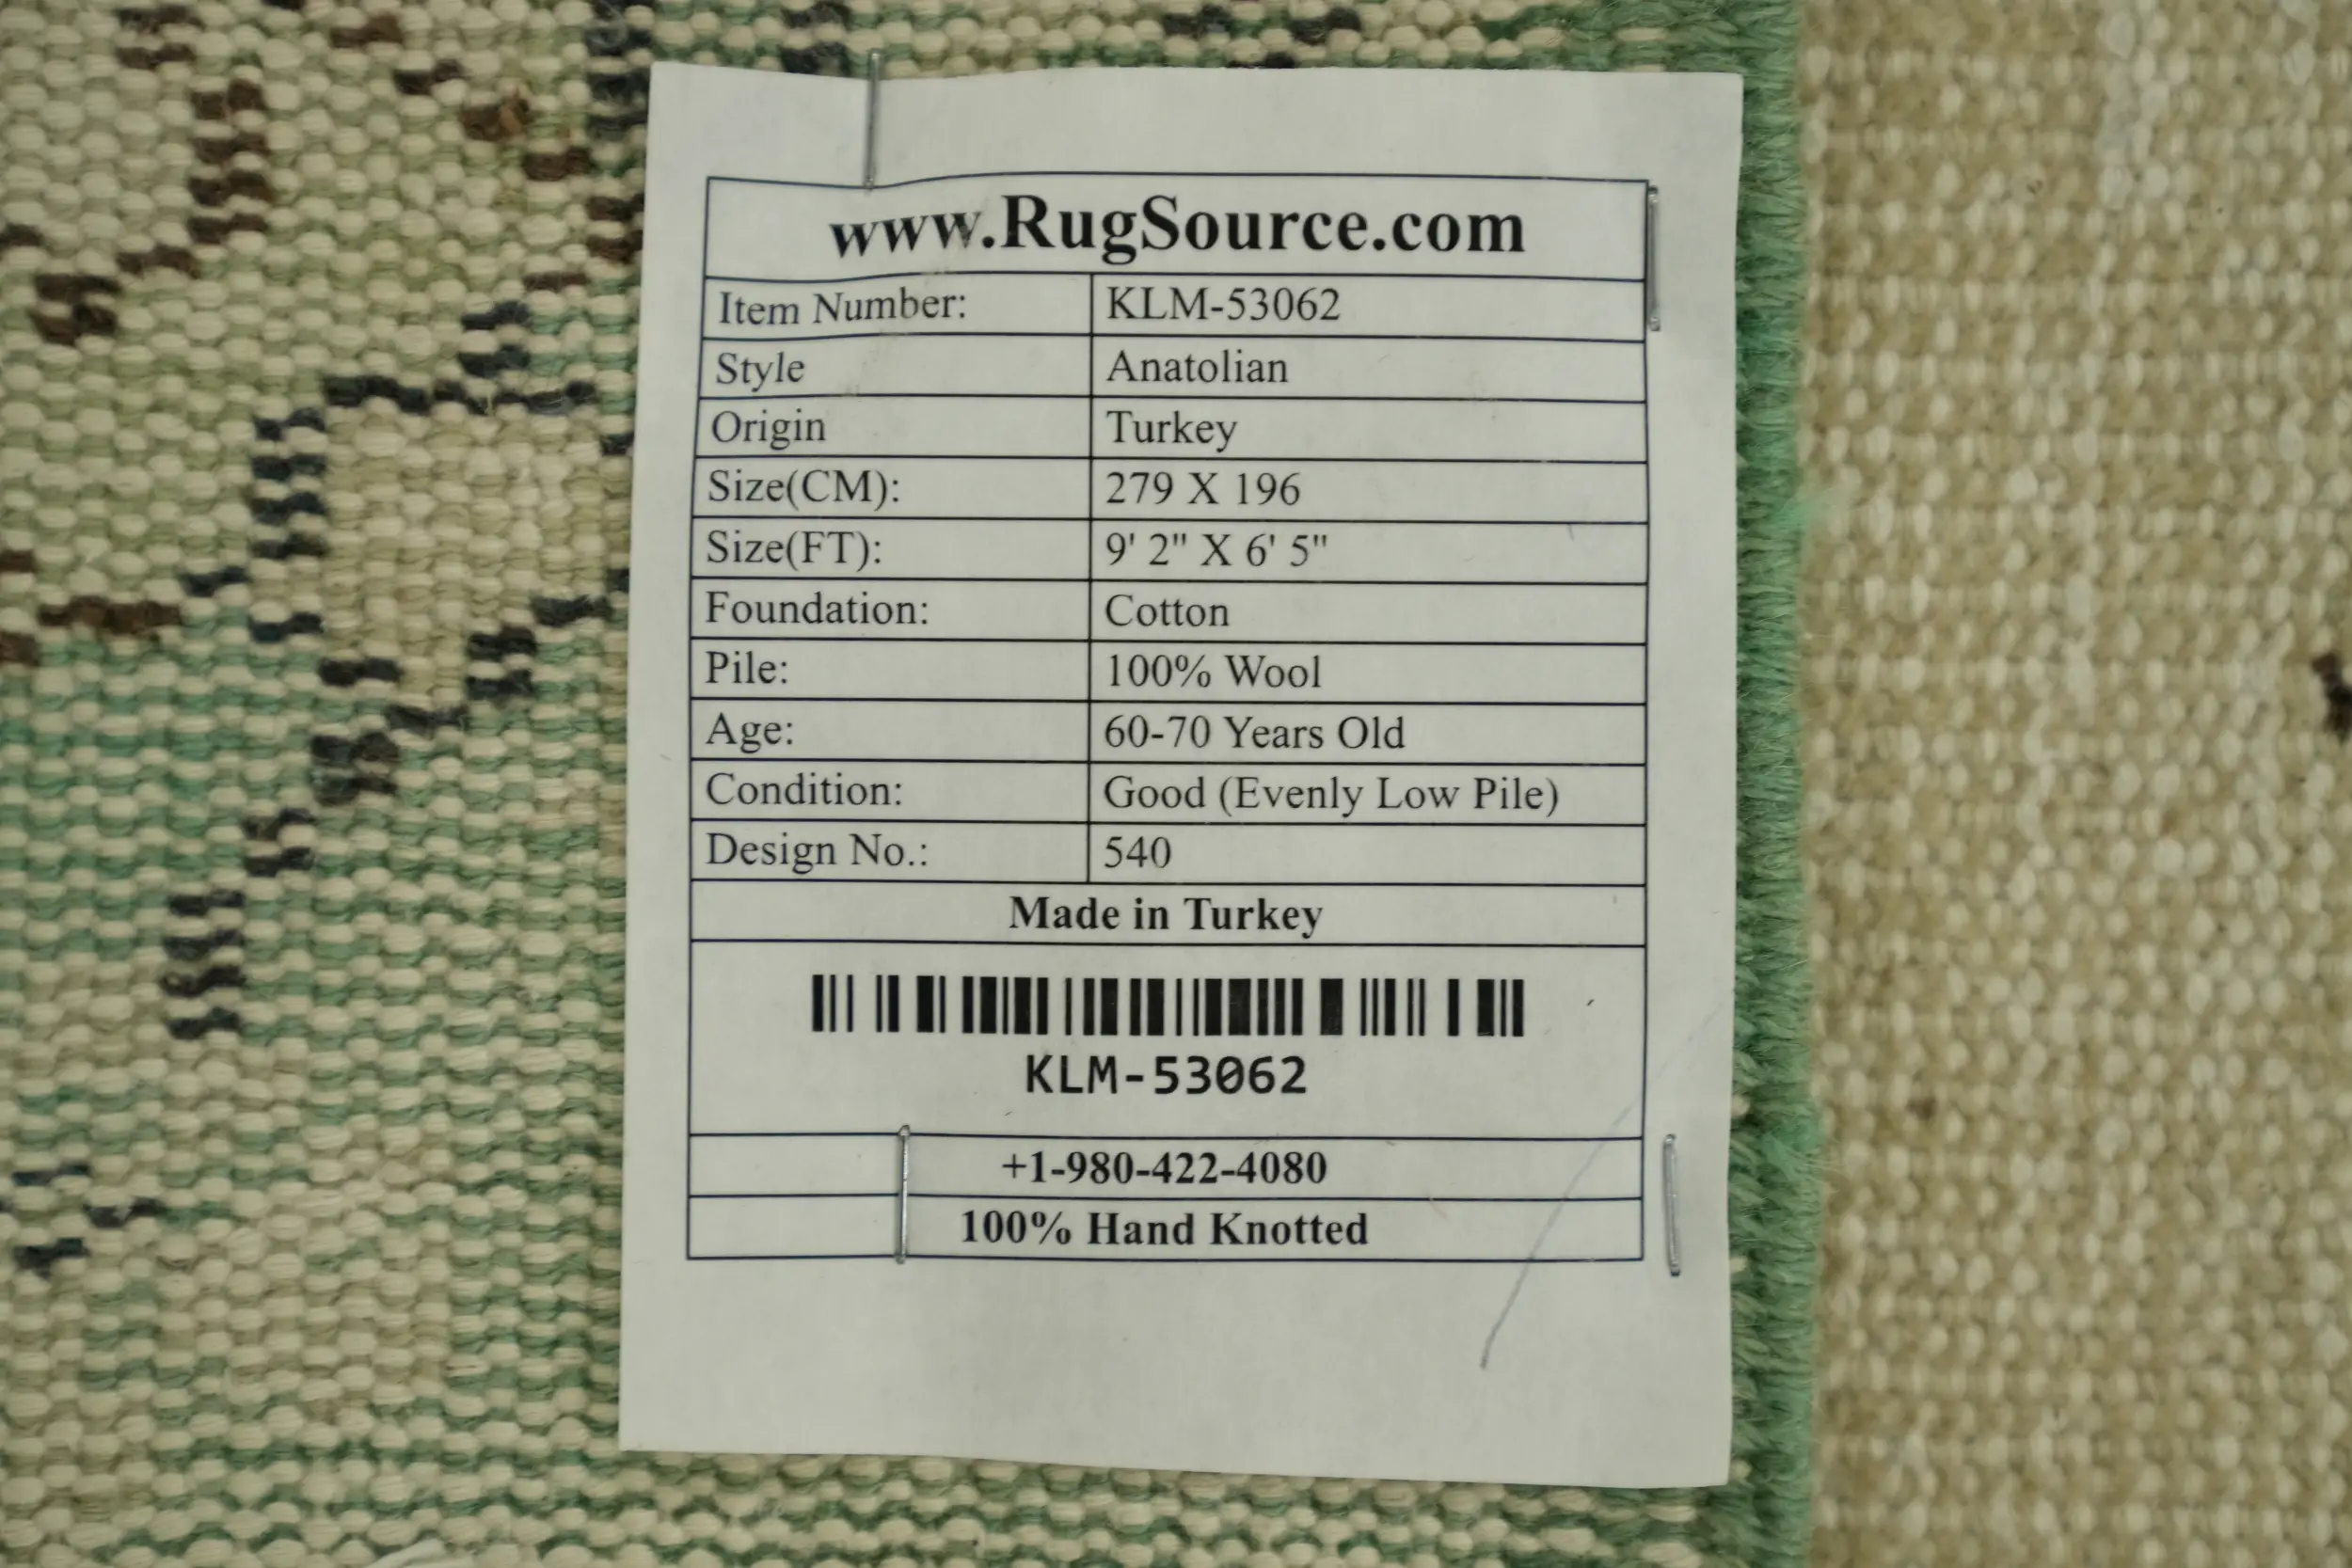 www.RugSource.com
Item Number: KLM-53062
Style Anatolian
Origin Turkey
Size(CM): 279 X 196
Size(FT): 9' 2" X 6' 5"
Foundation: Cotton
Pile: 100% Wool
Age: 60-70 Years Old
Condition: Good (Evenly Low Pile)
Design No.: 540
Made in Turkey
KLM-53062
+1-980-422-4080
100% Hand Knotted